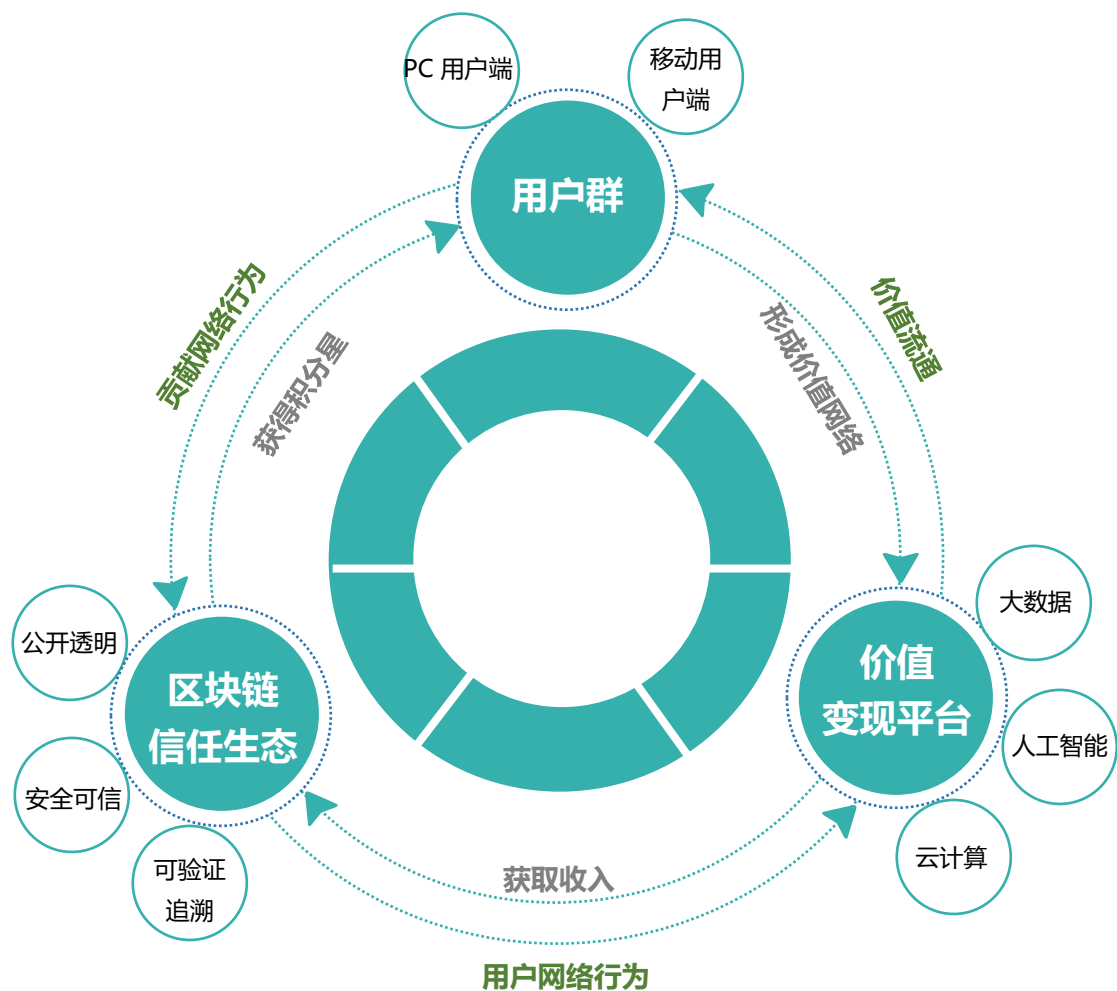 PC 用户端
移动用
户端
用户群
贡献网络行为
获得积分星
形成价值网络
价值流通
公开透明
安全可信
可验证
追溯
区块链
信任生态
价值
变现平台
大数据
人工智能
云计算
获取收入
用户网络行为